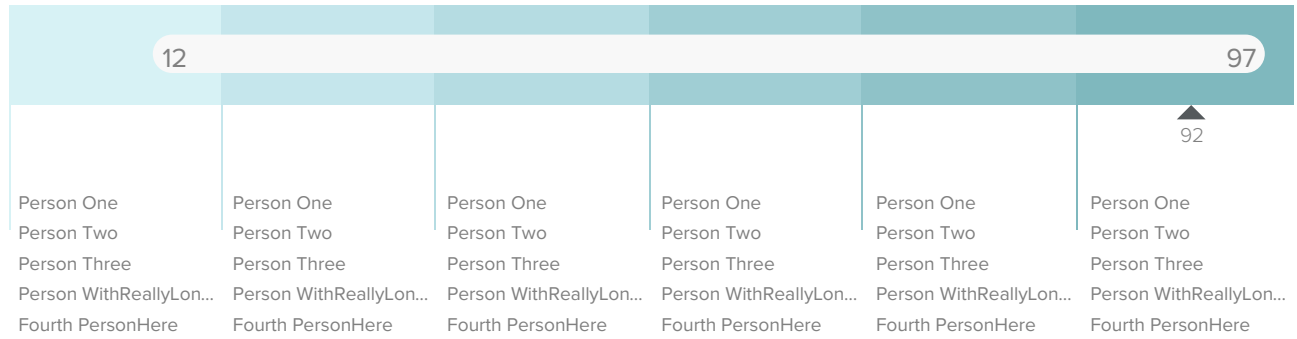 12 97
92
Person One Person One Person One Person One Person One Person One
Person Two Person Two Person Two Person Two Person Two Person Two
Person Three Person Three Person Three Person Three Person Three Person Three
Person WithReallyLon... Person WithReallyLon... Person WithReallyLon... Person WithReallyLon... Person WithReallyLon... Person WithReallyLon...
Fourth PersonHere Fourth PersonHere Fourth PersonHere Fourth PersonHere Fourth PersonHere Fourth PersonHere